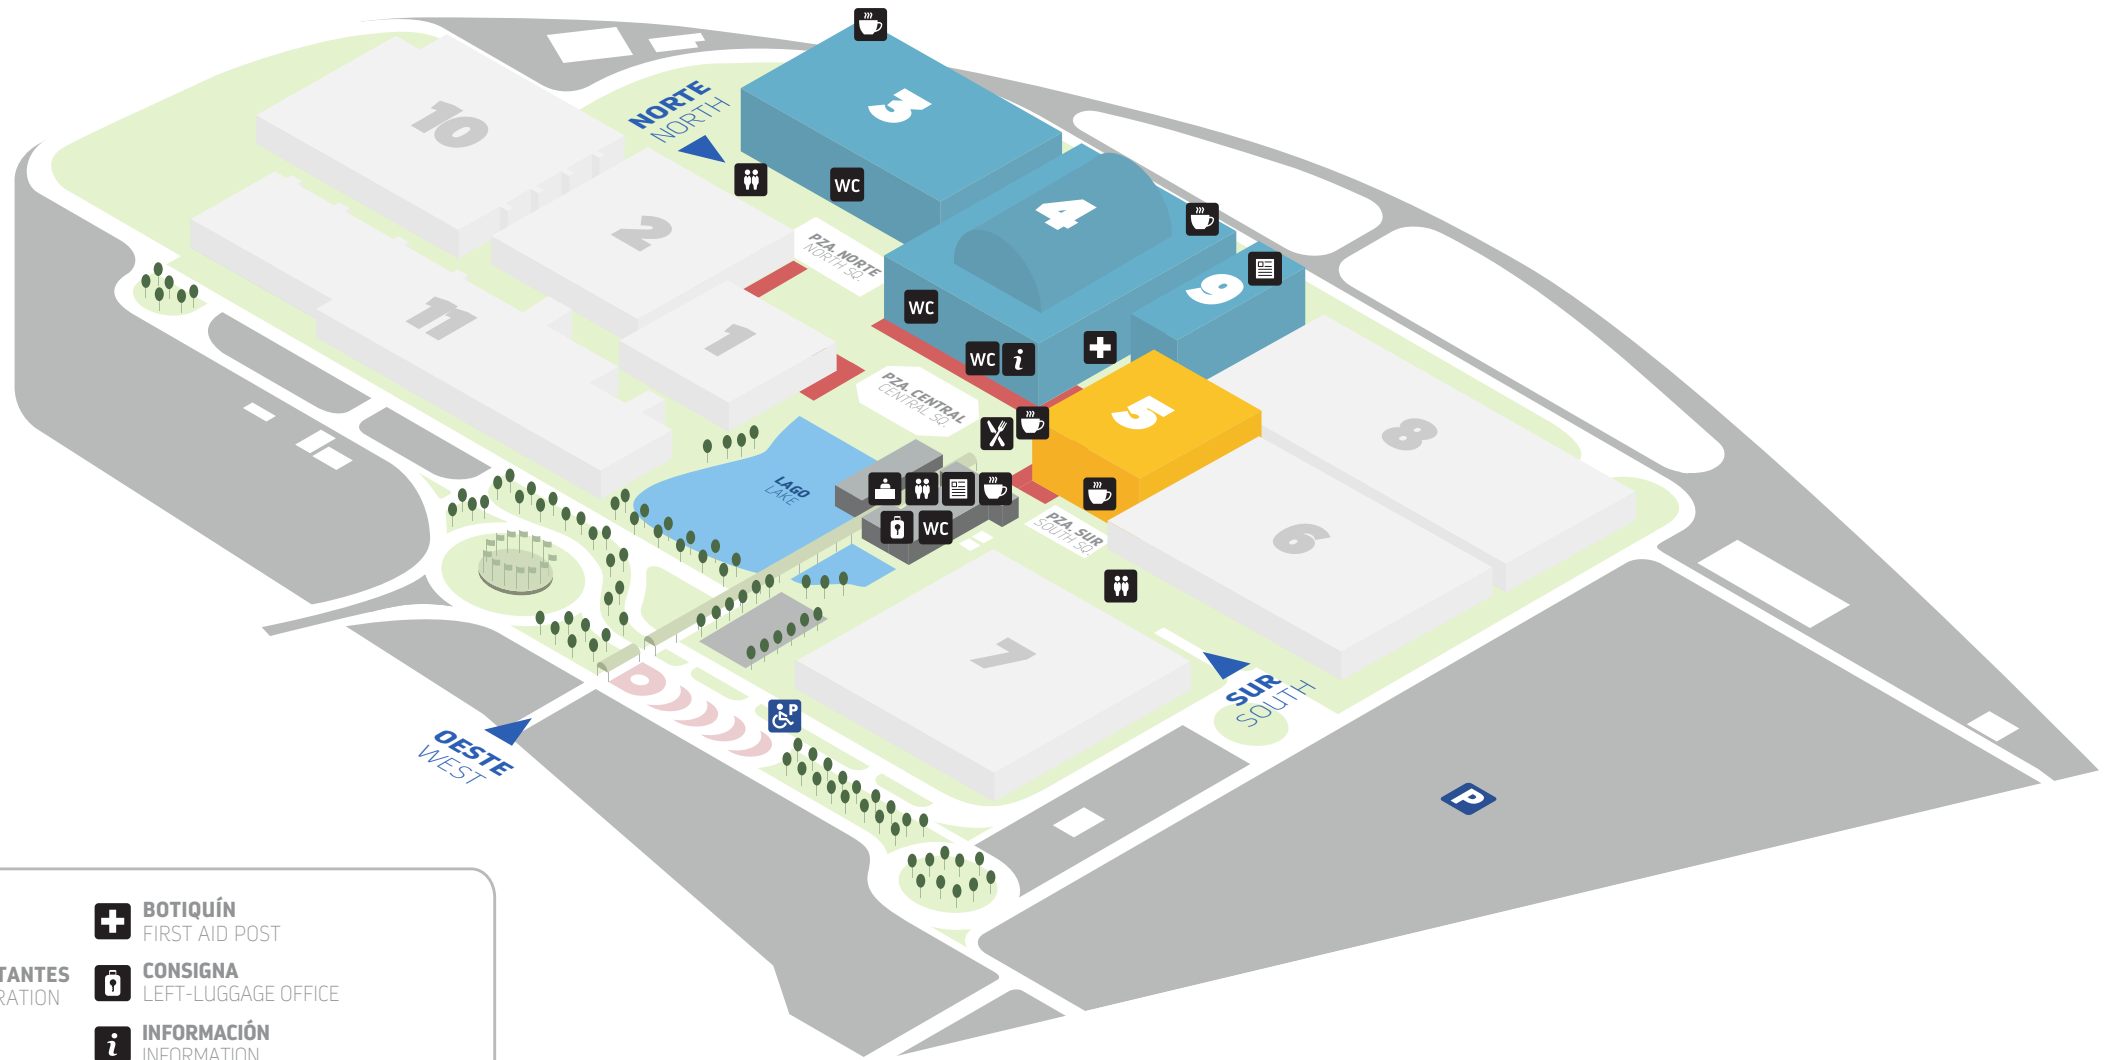 3
10
NORTE
NORTH
WC
4
2
PZA. NORTE
NORTH SQ.
9
WC
11
1
WC
i
PZA. CENTRAL
CENTRAL SQ.
5
8
LAGO
LAKE
WC
PZA. SUR
SOUTH SQ.
6
7
SUR
SOUTH
P
OESTE
WEST
P
BOTIQUÍN
FIRST AID POST
TANTES
RATION
CONSIGNA
LEFT-LUGGAGE OFFICE
i
INFORMACIÓN
INFORMATION